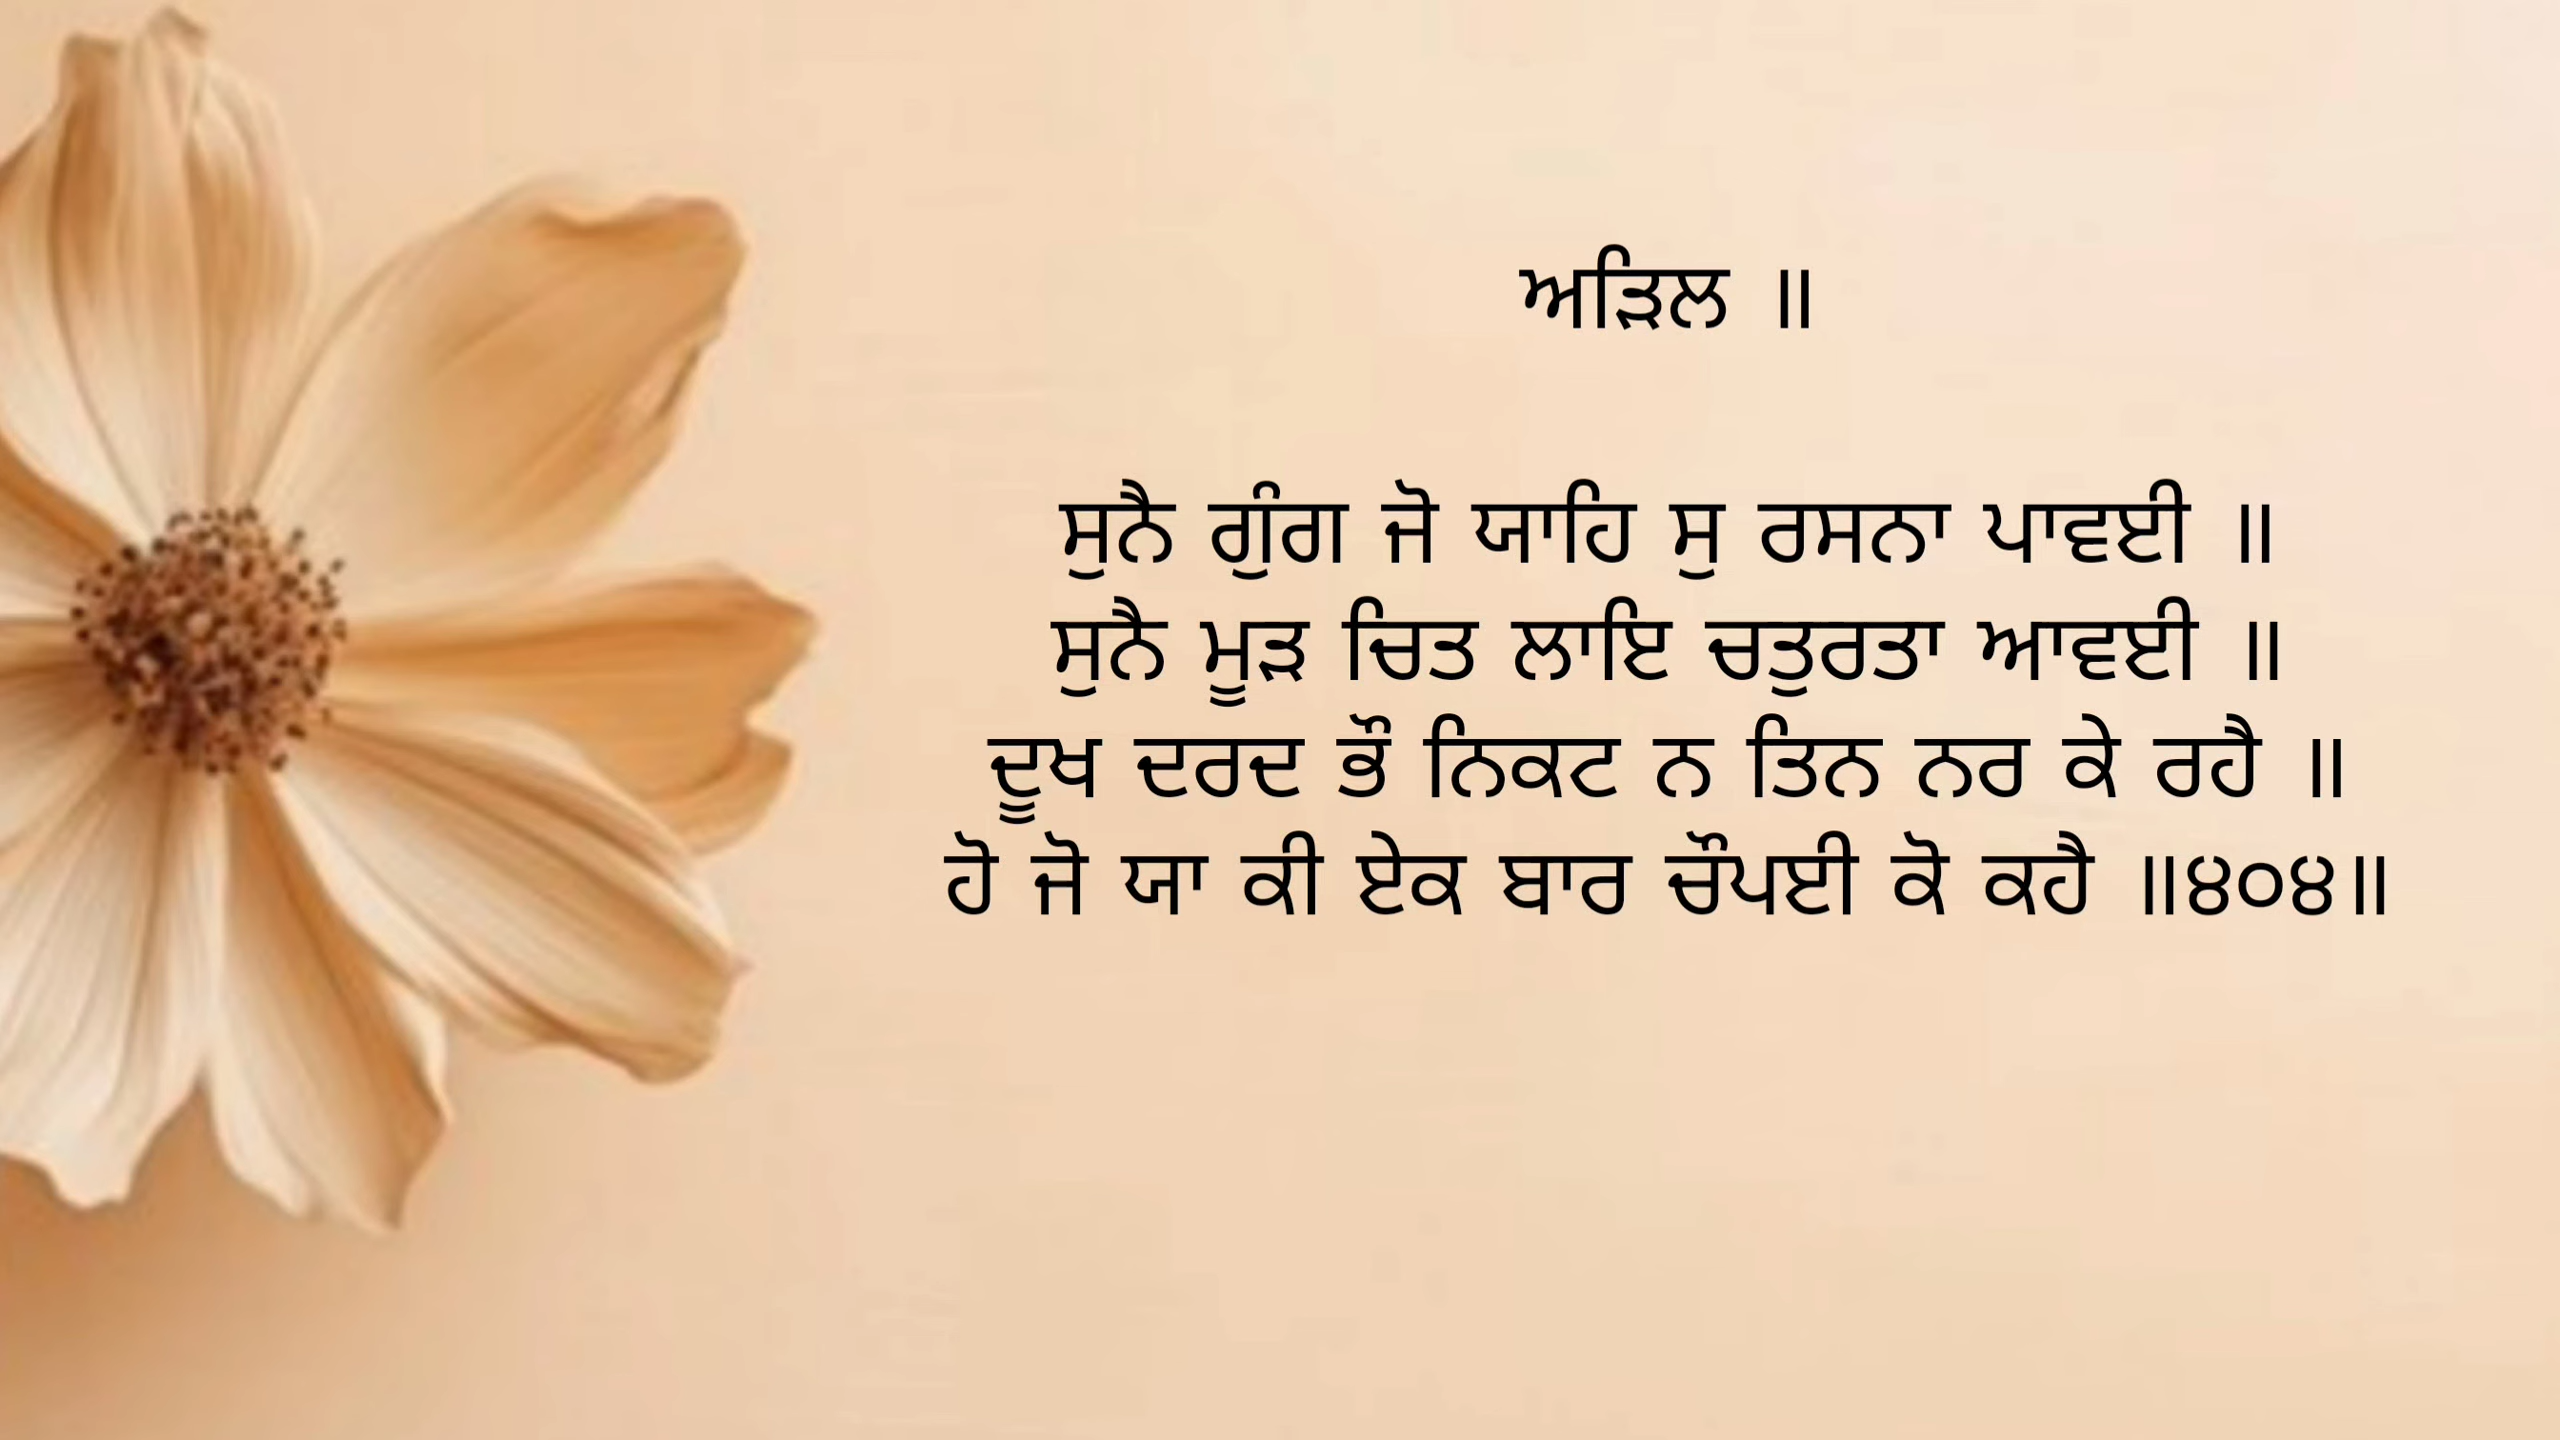 ਅੜਿਲ ॥
ਸੁਨੈ ਗੁੰਗ ਜੋ ਯਾਹਿ ਸੁ ਰਸਨਾ ਪਾਵਈ ॥
ਸੁਨੈ ਮੂੜ ਚਿਤ ਲਾਇ ਚਤੁਰਤਾ ਆਵਈ ॥
ਦੂਖ ਦਰਦ ਭੌ ਨਿਕਟ ਨ ਤਿਨ ਨਰ ਕੇ ਰਹੈ ॥
ਹੋ ਜੋ ਯਾ ਕੀ ਏਕ ਬਾਰ ਚੌਪਈ ਕੋ ਕਹੈ ॥੪੦੪॥